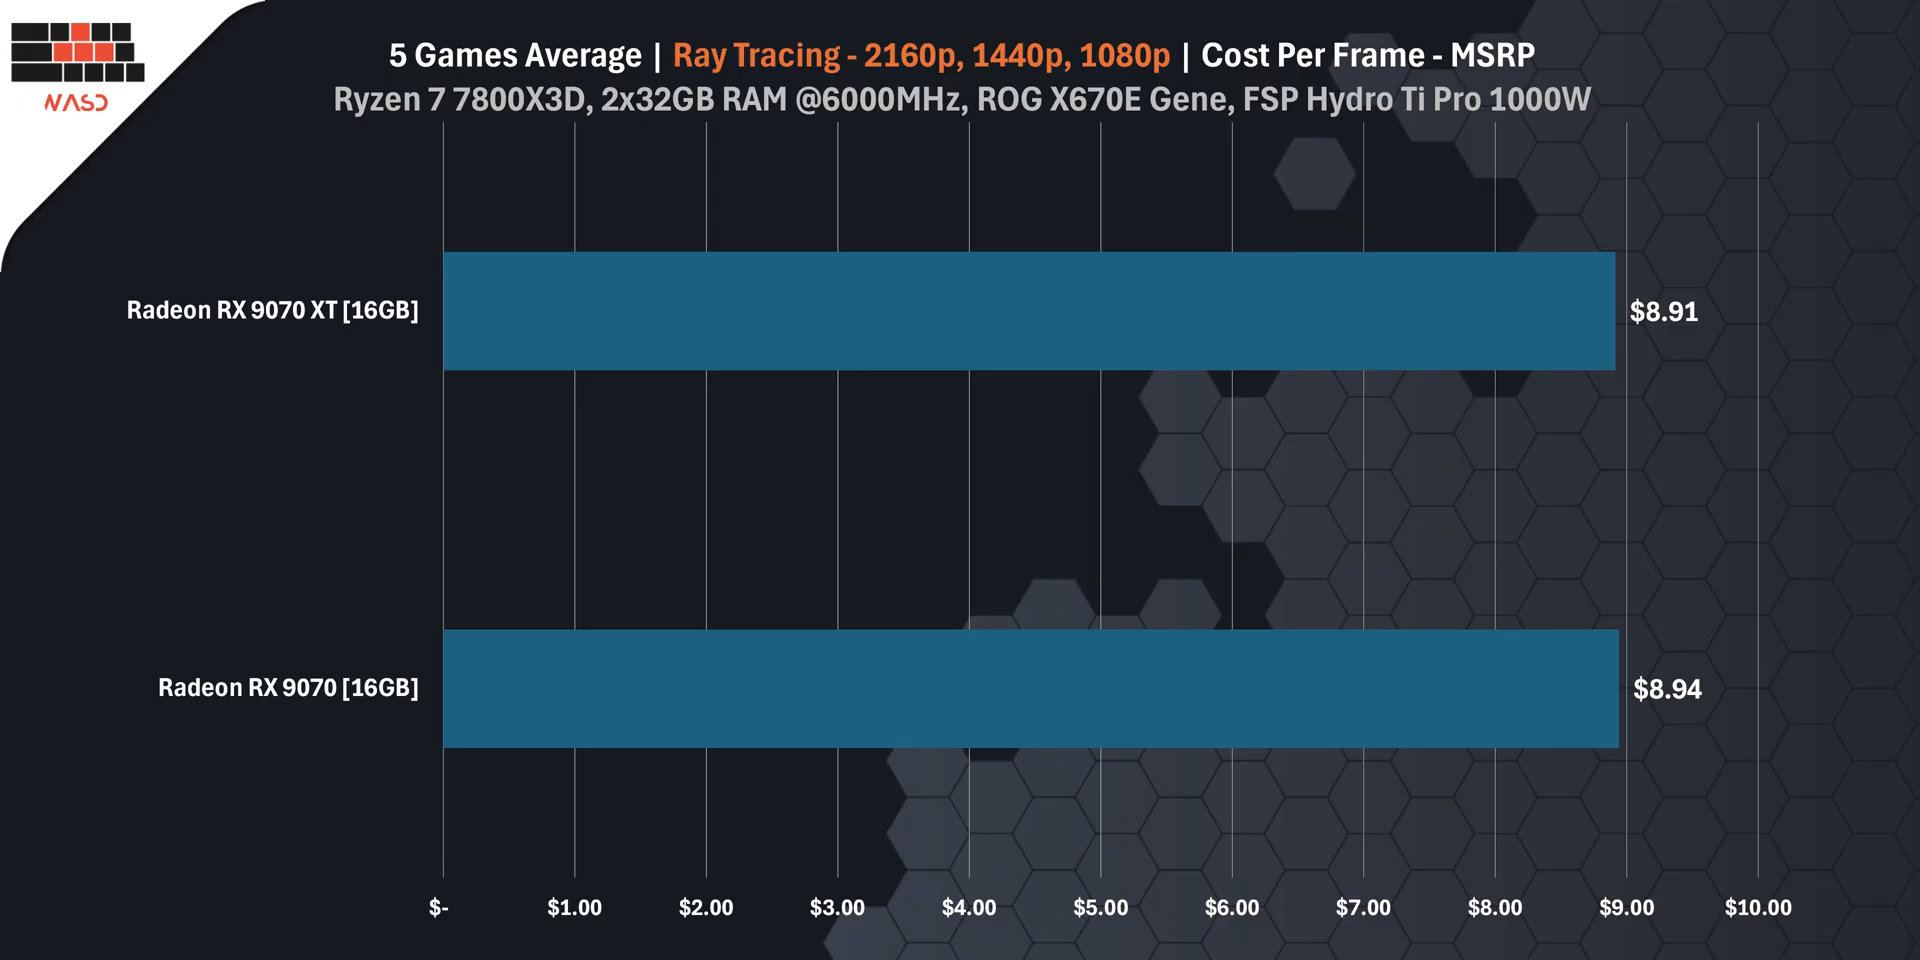 5 Games Average | Ray Tracing - 2160p, 1440p, 1080p | Cost Per Frame - MSRP
Ryzen 7 7800X3D, 2x32GB RAM @6000MHz, ROG X670E Gene, FSP Hydro Ti Pro 1000W
WASD
Radeon RX 9070 XT [16GB]
$8.91
Radeon RX 9070 [16GB]
$8.94
$- $1.00 $2.00 $3.00 $4.00 $5.00 $6.00 $7.00 $8.00 $9.00 $10.00